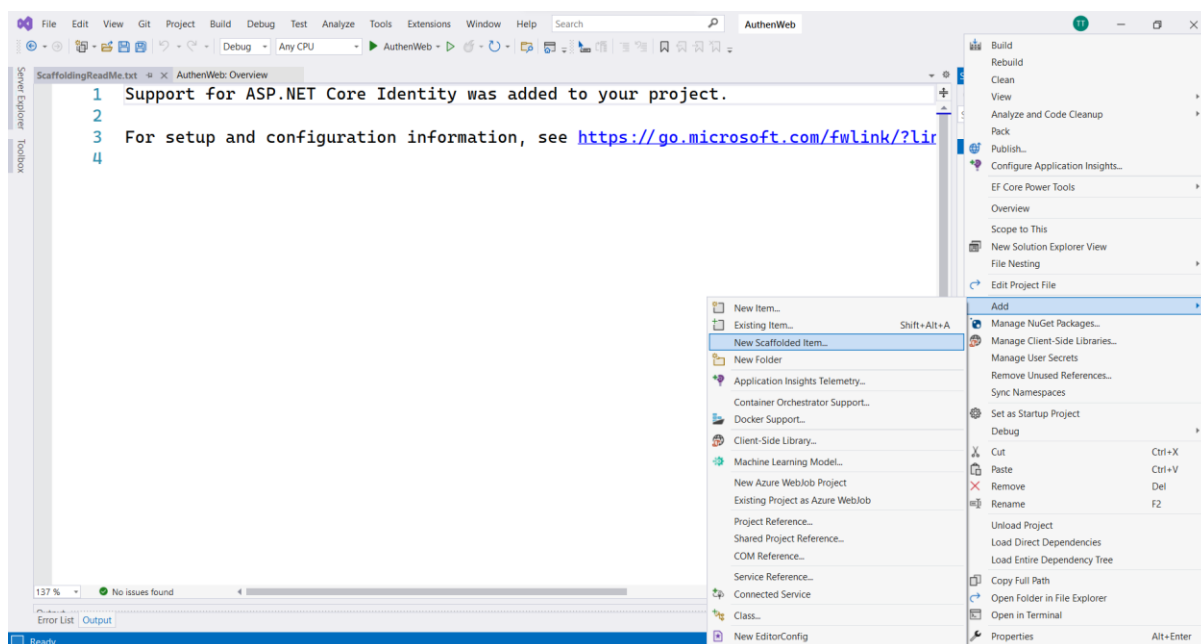 File Edit View Git Project Build Debug Test Analyze Tools Extensions Window Help Search AuthenWeb TT
Debug Any CPU AuthenWeb
Server Explorer
Toolbox
ScaffoldingReadMe.txt AuthenWeb: Overview
1 Support for ASP.NET Core Identity was added to your project.
2
3 For setup and configuration information, see https://go.microsoft.com/fwlink/?lin
4
Build
Rebuild
Clean
View
Analyze and Code Cleanup
Pack
Publish...
Configure Application Insights...
EF Core Power Tools
Overview
Scope to This
New Solution Explorer View
File Nesting
Edit Project File
Add
Manage NuGet Packages...
Manage Client-Side Libraries...
Manage User Secrets
Remove Unused References...
Sync Namespaces
Set as Startup Project
Debug
Cut Ctrl+X
Paste Ctrl+V
Remove Del
Rename F2
Unload Project
Load Direct Dependencies
Load Entire Dependency Tree
Copy Full Path
Open Folder in File Explorer
Open in Terminal
Properties Alt+Enter
New Item...
Existing Item... Shift+Alt+A
New Scaffolded Item...
New Folder
Application Insights Telemetry...
Container Orchestrator Support...
Docker Support...
Client-Side Library...
Machine Learning Model...
New Azure WebJob Project
Existing Project as Azure WebJob
Project Reference...
Shared Project Reference...
COM Reference...
Service Reference...
Connected Service
Class...
New EditorConfig
137 % No issues found
Error List Output
Ready